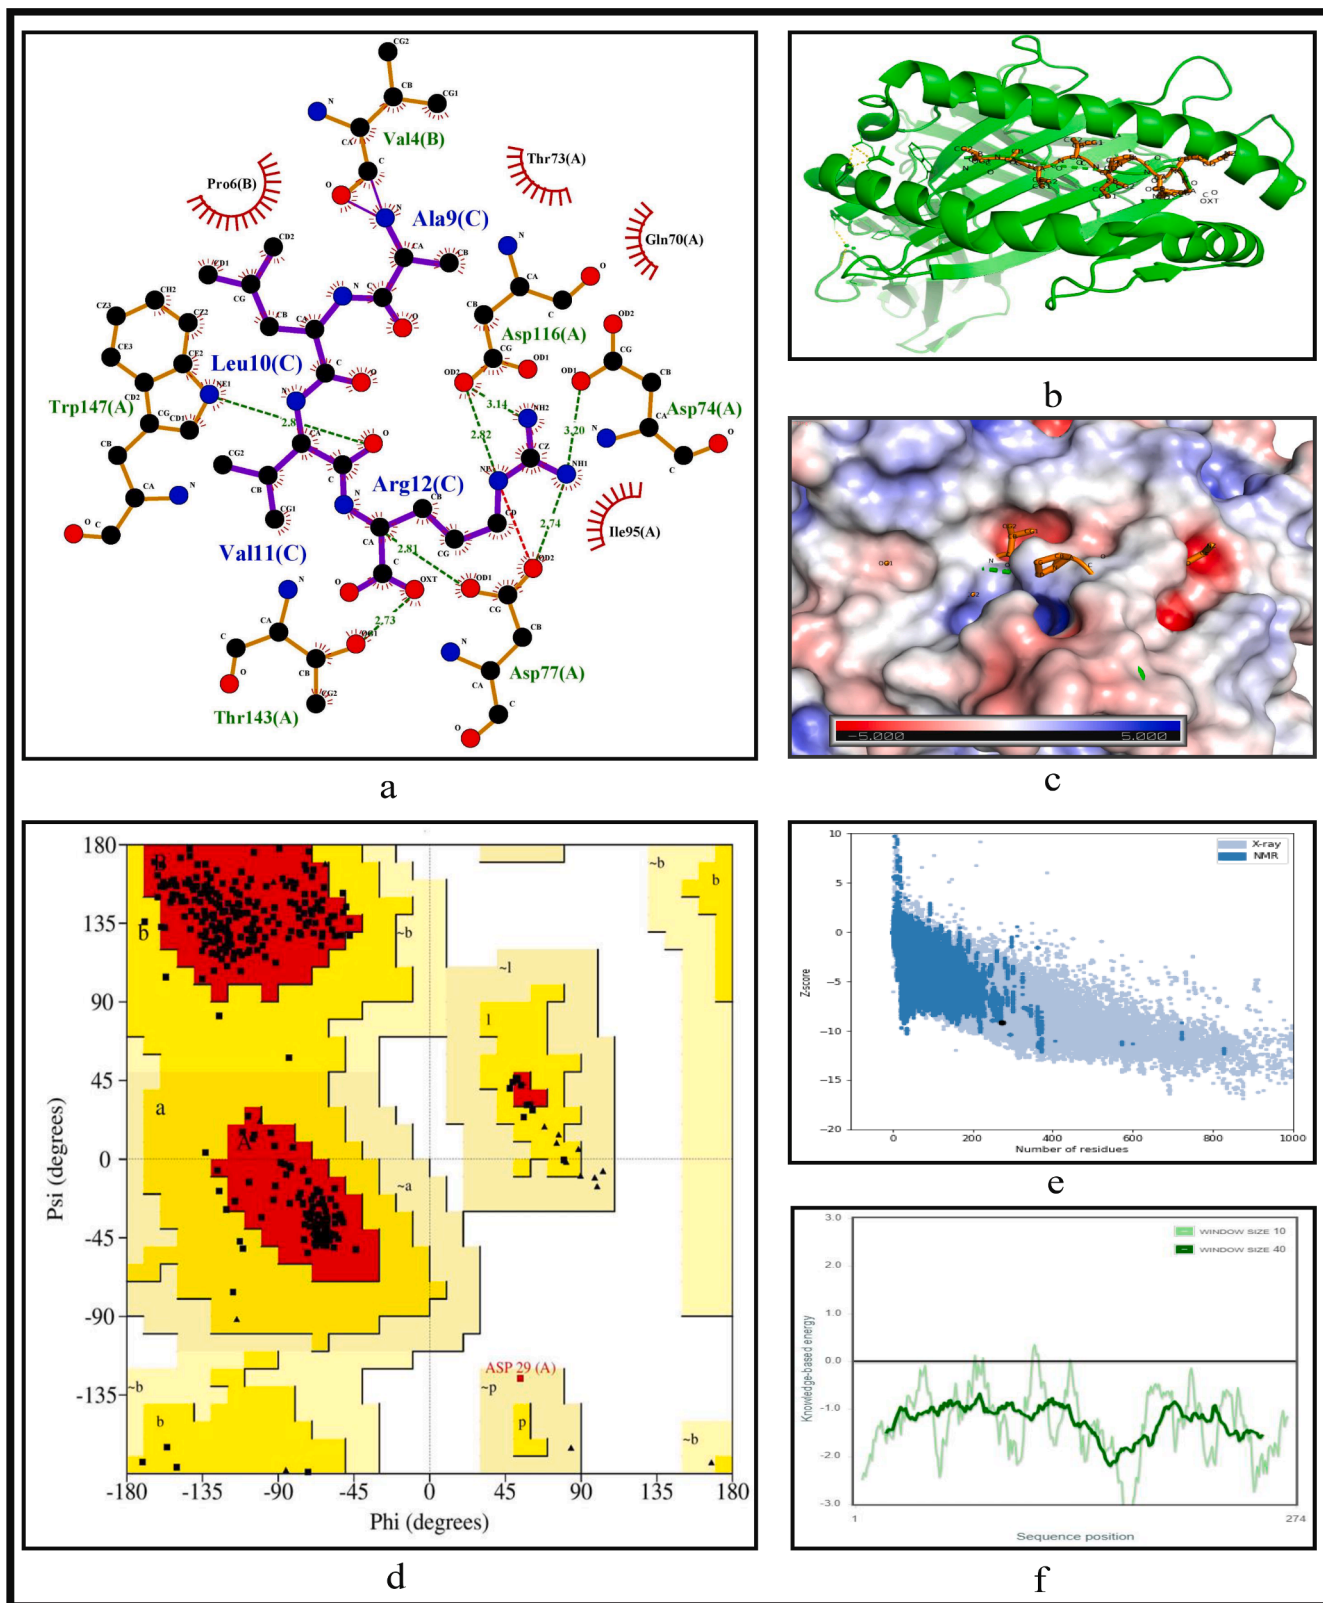 CG2
CB
CG1
N
CA
Val4(B)
C
O
N
Ala9(C)
CA
CB
Thr73(A)
Pro6(B)
Gln70(A)
CD2
CD1
CG
CB
CA
N
C
O
N
CA
O
C
CB
Asp116(A)
CG
OD1
OD2
OD2
CG
OD1
CB
CA
Asp74(A)
N
O
C
CH2
CZ3
CZ2
CE3
CE2
CD2
NE1
CG
CD1
Trp147(A)
CB
CA
N
O
C
Leu10(C)
C
O
N
2.8
CA
O
C
CG2
CB
CG1
Val11(C)
3.14
NH2
2.82
3.20
CZ
NE
NH1
Arg12(C)
N
CB
CD
CG
CA
2.81
2.74
Ile95(A)
C
O
OXT
OD1
OD2
CG
CB
2.73
N
CA
C
O
CB
OG1
CG2
Thr143(A)
N
CA
Asp77(A)
C
O
a
OXT
b
OG1
-5.000
5.000
c
180
135
90
45
0
-45
-90
-135
-180
-135
-90
-45
0
45
90
135
180
Psi (degrees)
Phi (degrees)
B
b
~b
~b
b
~l
l
a
A
~a
ASP 29 (A)
~b
b
~p
p
~b
d
10
5
0
−5
−10
−15
−20
Z-score
X-ray
NMR
0
200
400
600
800
1000
Number of residues
e
3.0
2.0
1.0
0.0
-1.0
-2.0
-3.0
Knowledge-based energy
WINDOW SIZE 10
WINDOW SIZE 40
1
274
Sequence position
f